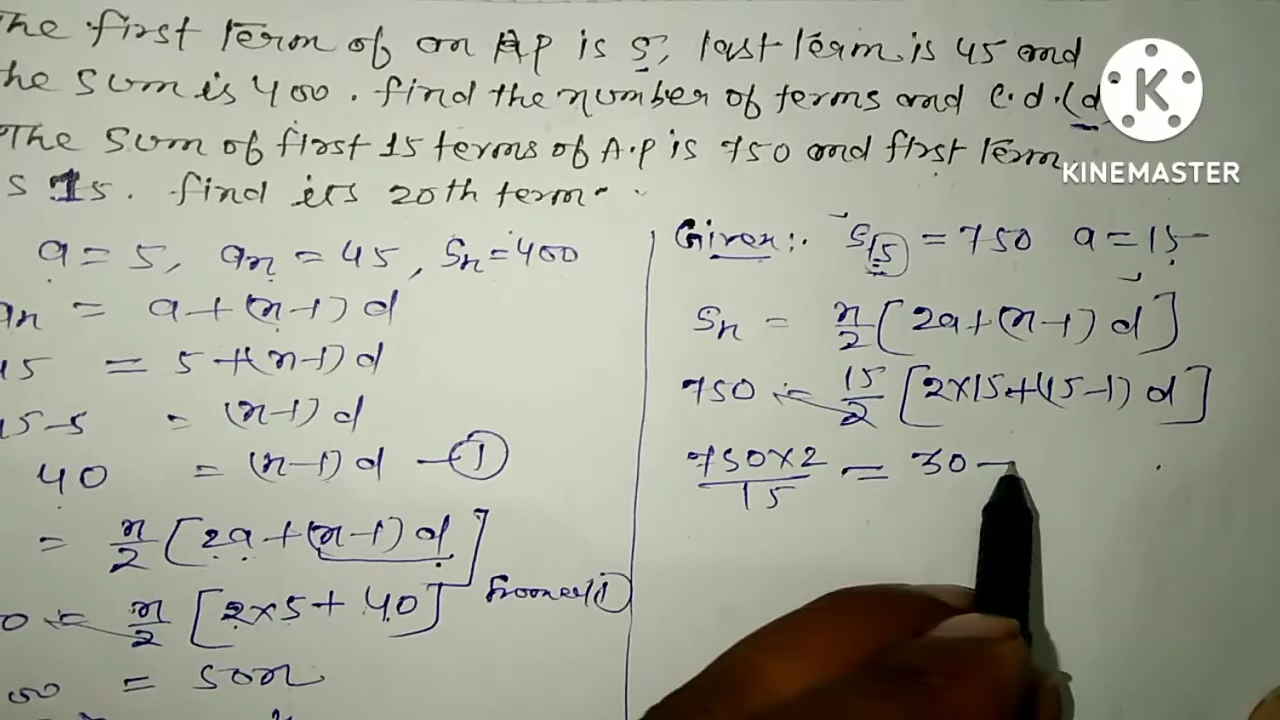 The first term of an AP is 5, last term is 45 and
he sum is 400. find the number of terms and c.d.(d)
The sum of first 15 terms of A.P is 750 and first term
s 15. find its 20th term.
a = 5, an = 45, Sn = 400
an = a + (n-1) d
45 = 5 + (n-1) d
45-5 = (n-1) d
40 = (n-1) d — ①
= n/2 [2a + (n-1) d]
0 = n/2 [2×5 + 40] from eq ①
00 = 50n
Given:. S15 = 750 a = 15
Sn = n/2 [2a + (n-1) d]
750 = 15/2 [2×15 + (15-1) d]
750×2/15 = 30
K
KINEMASTER